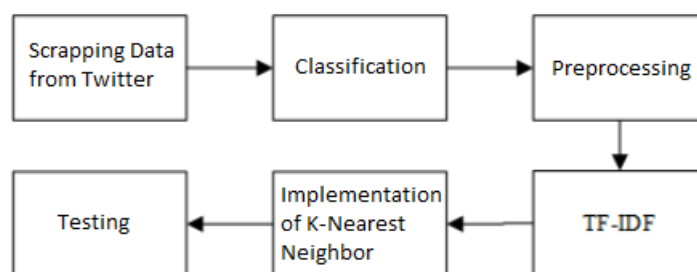 Scrapping Data
from Twitter
Classification
Preprocessing
TF-IDF
Implementation
of K-Nearest
Neighbor
Testing